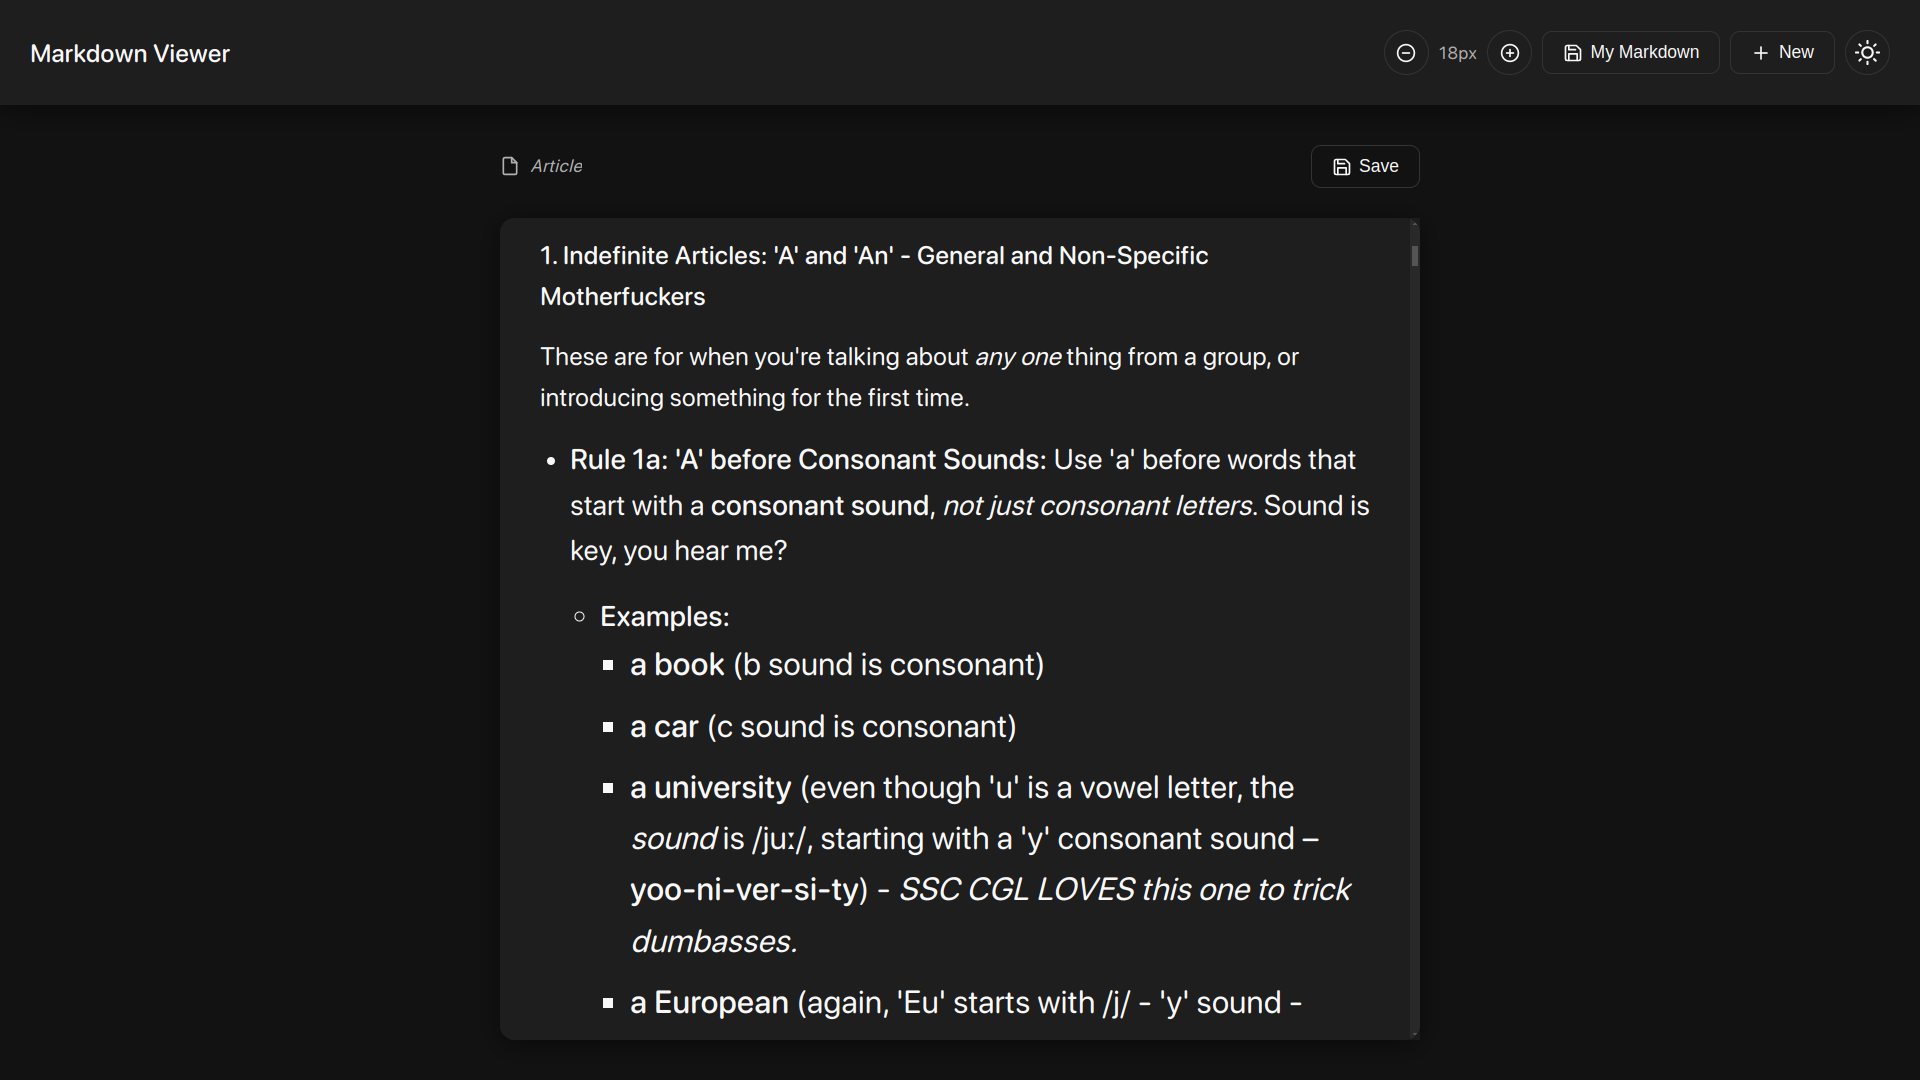 Markdown Viewer
18px
My Markdown
New
Article
Save
1. Indefinite Articles: 'A' and 'An' - General and Non-Specific
Motherfuckers
These are for when you're talking about any one thing from a group, or
introducing something for the first time.
Rule 1a: 'A' before Consonant Sounds: Use 'a' before words that
start with a consonant sound, not just consonant letters. Sound is
key, you hear me?
Examples:
a book (b sound is consonant)
a car (c sound is consonant)
a university (even though 'u' is a vowel letter, the
sound is /juː/, starting with a 'y' consonant sound –
yoo-ni-ver-si-ty) - SSC CGL LOVES this one to trick
dumbasses.
a European (again, 'Eu' starts with /j/ - 'y' sound -